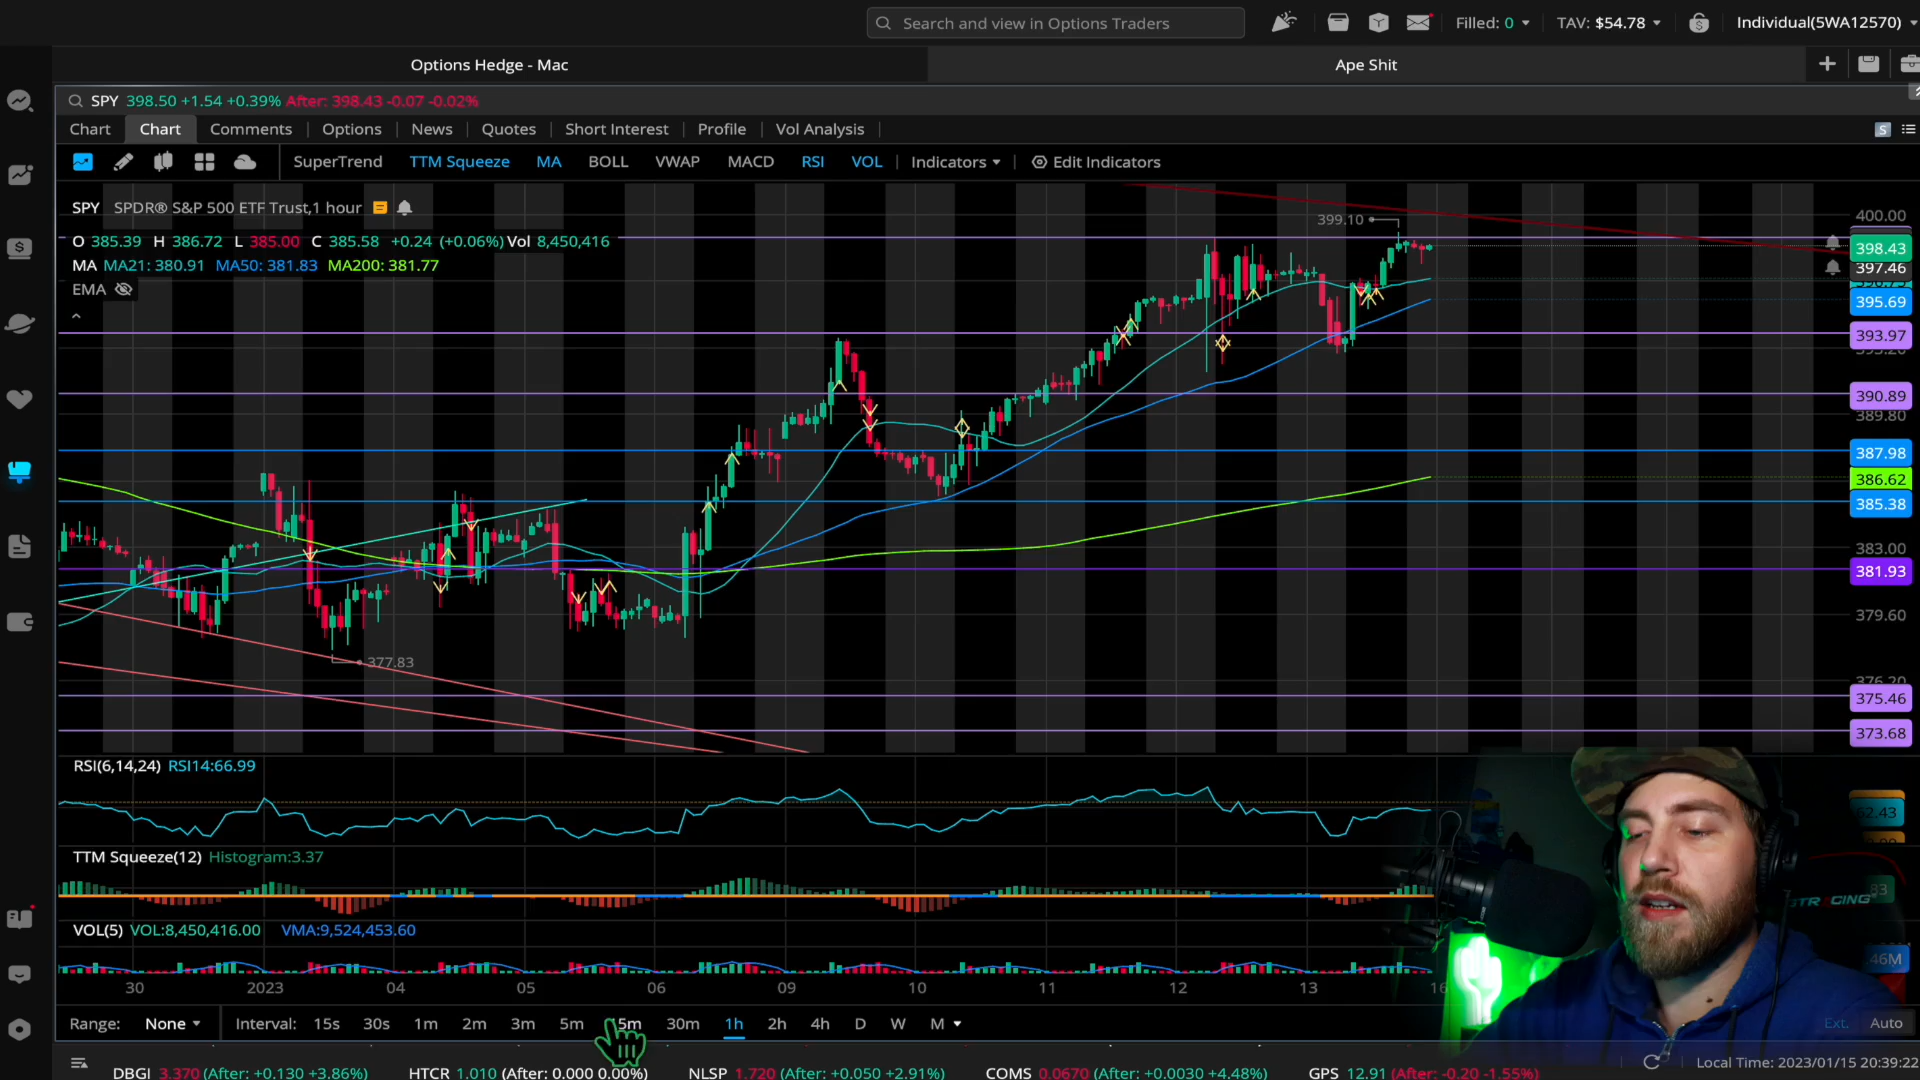 Search and view in Options Traders
Filled: 0
TAV: $54.78
Individual(5WA12570)
Options Hedge - Mac
Ape Shit
SPY 398.50 +1.54 +0.39% After: 398.43 -0.07 -0.02%
Chart Chart Comments Options News Quotes Short Interest Profile Vol Analysis
S
SuperTrend TTM Squeeze MA BOLL VWAP MACD RSI VOL Indicators Edit Indicators
SPY SPDR® S&P 500 ETF Trust,1 hour
O 385.39 H 386.72 L 385.00 C 385.58 +0.24 (+0.06%) Vol 8,450,416
MA MA21: 380.91 MA50: 381.83 MA200: 381.77
EMA
399.10
377.83
400.00
398.43
397.46
395.69
393.97
390.89
389.80
387.98
386.62
385.38
383.00
381.93
379.60
376.20
375.46
373.68
RSI(6,14,24) RSI14:66.99
TTM Squeeze(12) Histogram:3.37
VOL(5) VOL:8,450,416.00 VMA:9,524,453.60
30 2023 04 05 06 09 10 11 12 13 16
Range: None Interval: 15s 30s 1m 2m 3m 5m 15m 30m 1h 2h 4h D W M
Ext. Auto
DBGI 3.370 (After: +0.130 +3.86%) HTCR 1.010 (After: 0.000 0.00%) NLSP 1.720 (After: +0.050 +2.91%) COMS 0.0670 (After: +0.0030 +4.48%) GPS 12.91 (After: -0.20 -1.55%)
Local Time: 2023/01/15 20:39:22